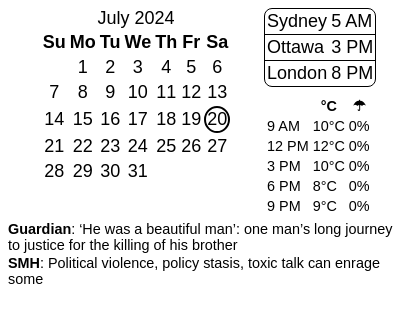 July 2024
Su Mo Tu We Th Fr Sa
1 2 3 4 5 6
7 8 9 10 11 12 13
14 15 16 17 18 19 20
21 22 23 24 25 26 27
28 29 30 31
Sydney 5 AM
Ottawa 3 PM
London 8 PM
°C ☂
9 AM 10°C 0%
12 PM 12°C 0%
3 PM 10°C 0%
6 PM 8°C 0%
9 PM 9°C 0%
Guardian: ‘He was a beautiful man’: one man’s long journey
to justice for the killing of his brother
SMH: Political violence, policy stasis, toxic talk can enrage
some